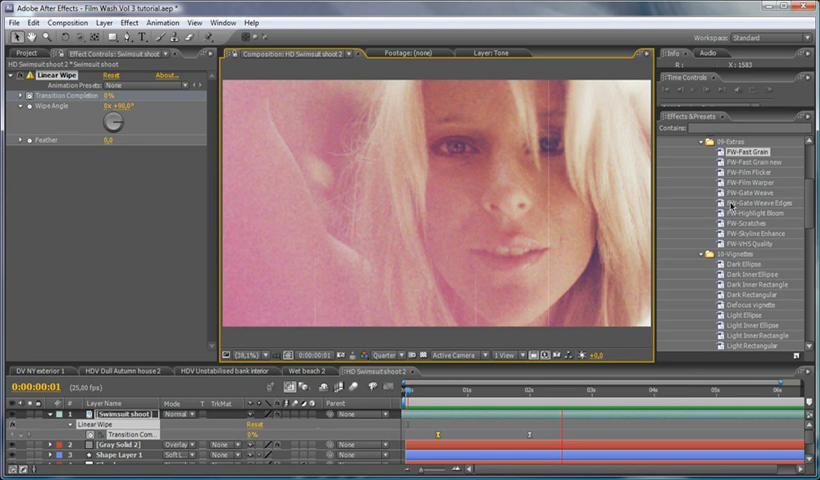 Adobe After Effects - Film Wash Vol 3 tutorial.aep *
File Edit Composition Layer Effect Animation View Window Help
Workspace: Standard
Project Effect Controls: Swimsuit shoot
Composition: HD Swimsuit shoot 2 Footage: (none) Layer: Tone
Info Audio
HD Swimsuit shoot 2 * Swimsuit shoot
R : X : 1583
Linear Wipe Reset About...
Animation Presets: None
Transition Completion 0%
Wipe Angle 0x +90,0°
Feather 0,0
Time Controls
Effects & Presets
Contains:
09-Extras
FW-Fast Grain
FW-Fast Grain new
FW-Film Flicker
FW-Film Warper
FW-Gate Weave
FW-Gate Weave Edges
FW-Highlight Bloom
FW-Scratches
FW-Skyline Enhance
FW-VHS Quality
10-Vignettes
Dark Ellipse
Dark Inner Ellipse
Dark Inner Rectangle
Dark Rectangular
Defocus vignette
Light Ellipse
Light Inner Ellipse
Light Inner Rectangle
Light Rectangular
(38,1%) 0:00:00:01 Quarter Active Camera 1 View +0,0
DV NY exterior 1 HDV Dull Autumn house 2 HDV Unstabilised bank interior Wet beach 2 HD Swimsuit shoot 2
0:00:00:01 (25,00 fps)
01s 02s 03s 04s 05s 06s
# Layer Name Mode T TrkMat Parent
1 [Swimsuit shoot] Normal None
Linear Wipe Reset
Transition Com... 0%
2 [Gray Solid 2] Overlay None None
3 Shape Layer 1 Soft L... None None